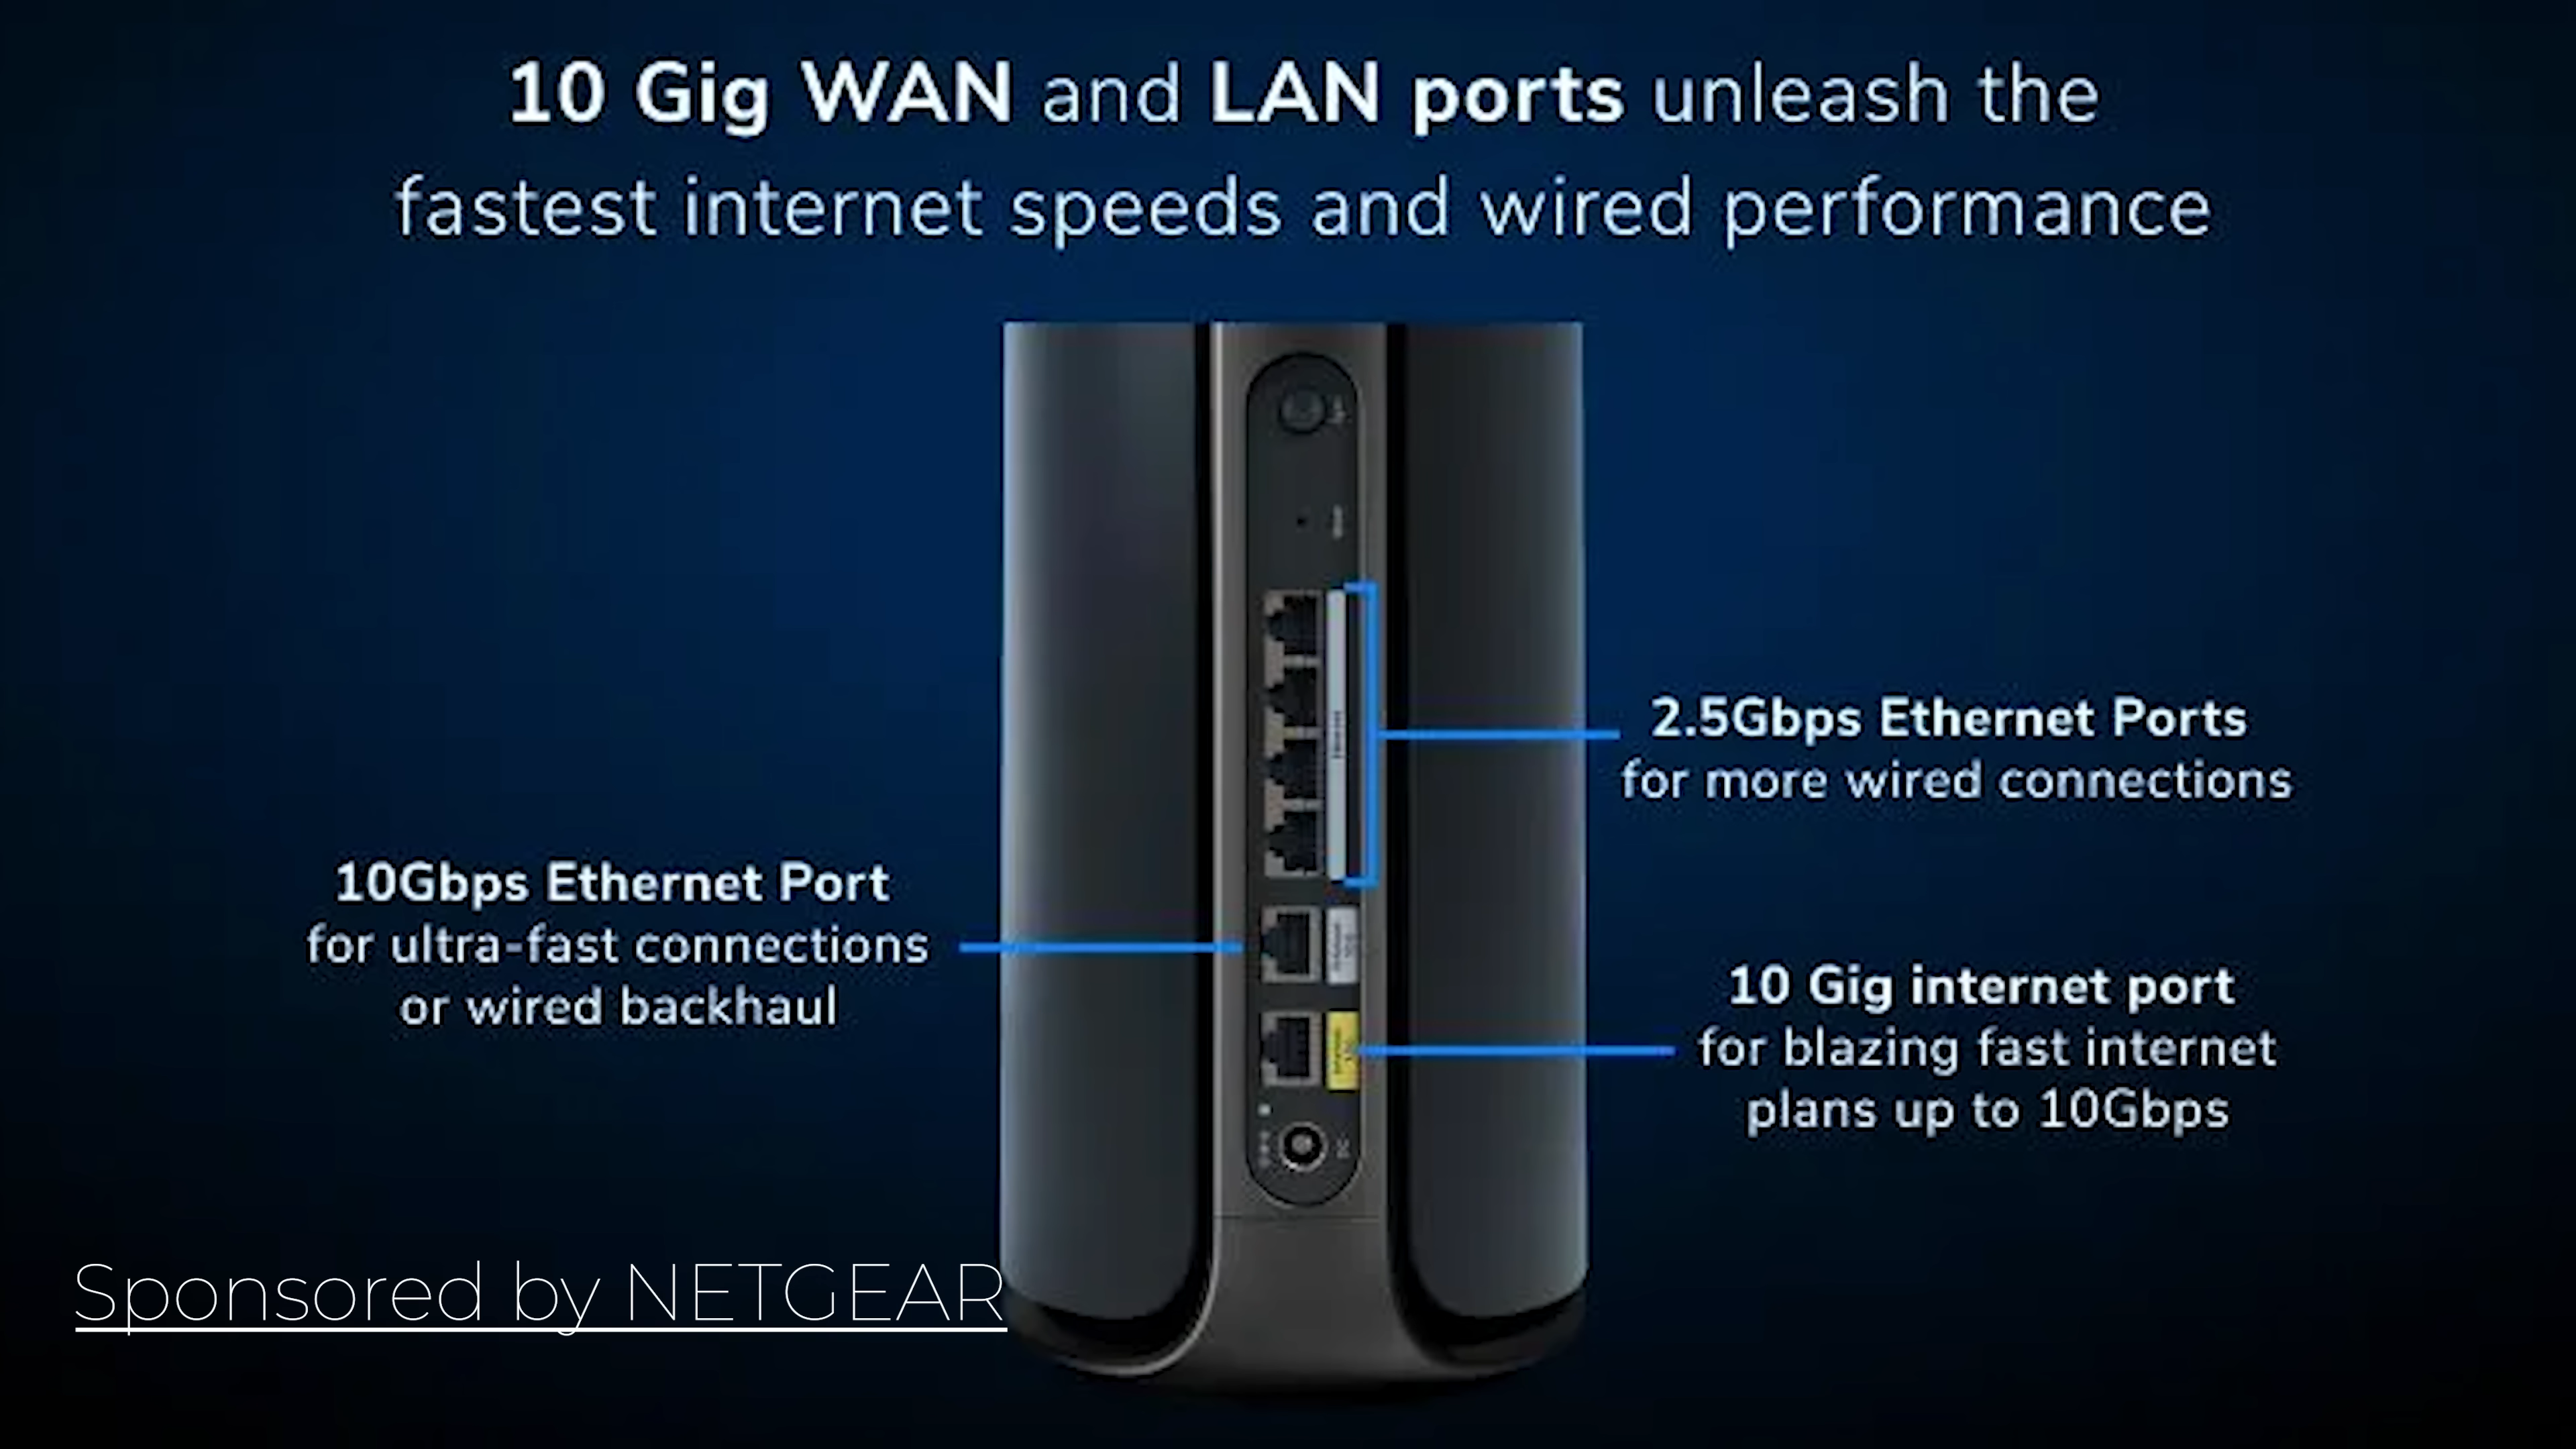 10 Gig WAN and LAN ports unleash the
fastest internet speeds and wired performance
2.5Gbps Ethernet Ports
for more wired connections
10Gbps Ethernet Port
for ultra-fast connections
or wired backhaul
10 Gig internet port
for blazing fast internet
plans up to 10Gbps
Sponsored by NETGEAR